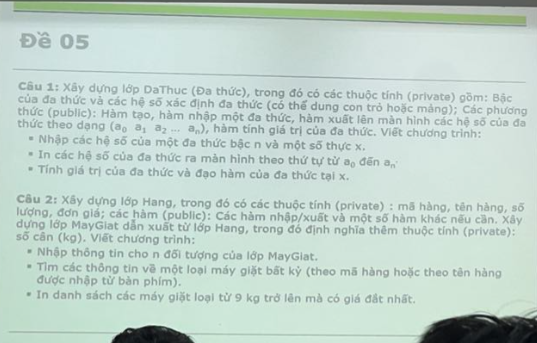 Đề 05
Câu 1: Xây dựng lớp DaThuc (Đa thức), trong đó có các thuộc tính (private) gồm: Bậc
của đa thức và các hệ số xác định đa thức (có thể dung con trỏ hoặc mảng); Các phương
thức (public): Hàm tạo, hàm nhập một đa thức, hàm xuất lên màn hình các hệ số của đa
thức theo dạng (a₀ a₁ a₂ ... aₙ), hàm tính giá trị của đa thức. Viết chương trình:
▪ Nhập các hệ số của một đa thức bậc n và một số thực x.
▪ In các hệ số của đa thức ra màn hình theo thứ tự từ a₀ đến aₙ.
▪ Tính giá trị của đa thức và đạo hàm của đa thức tại x.
Câu 2: Xây dựng lớp Hang, trong đó có các thuộc tính (private) : mã hàng, tên hàng, số
lượng, đơn giá; các hàm (public): Các hàm nhập/xuất và một số hàm khác nếu cần. Xây
dựng lớp MayGiat dẫn xuất từ lớp Hang, trong đó định nghĩa thêm thuộc tính (private):
số cân (kg). Viết chương trình:
▪ Nhập thông tin cho n đối tượng của lớp MayGiat.
▪ Tìm các thông tin về một loại máy giặt bất kỳ (theo mã hàng hoặc theo tên hàng
được nhập từ bàn phím).
▪ In danh sách các máy giặt loại từ 9 kg trở lên mà có giá đắt nhất.